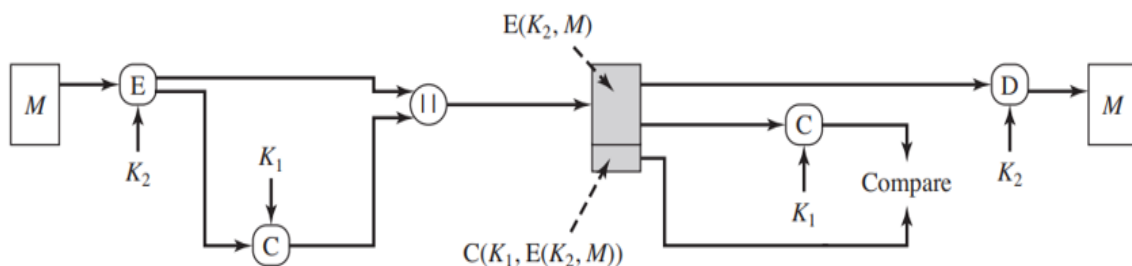 E(K₂, M)
M
E
K₂
K₁
C
||
C
K₁
Compare
D
K₂
M
C(K₁, E(K₂, M))